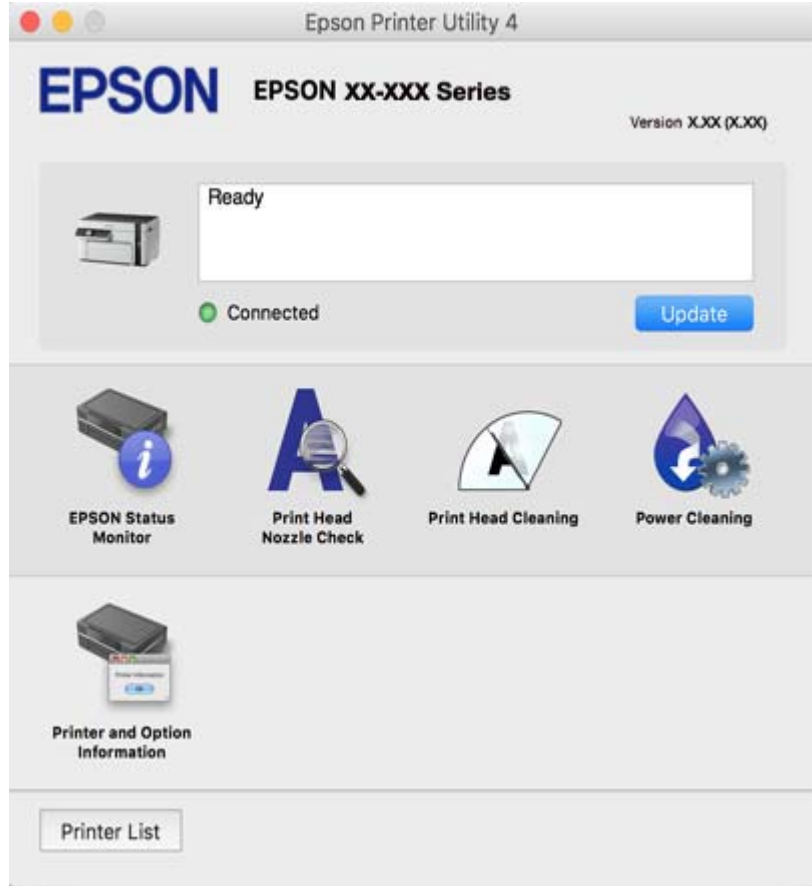 Epson Printer Utility 4
EPSON
EPSON XX-XXX Series
Version X.XX (X.XX)
Ready
Connected
Update
EPSON Status
Monitor
Print Head
Nozzle Check
Print Head Cleaning
Power Cleaning
Printer and Option
Information
Printer List